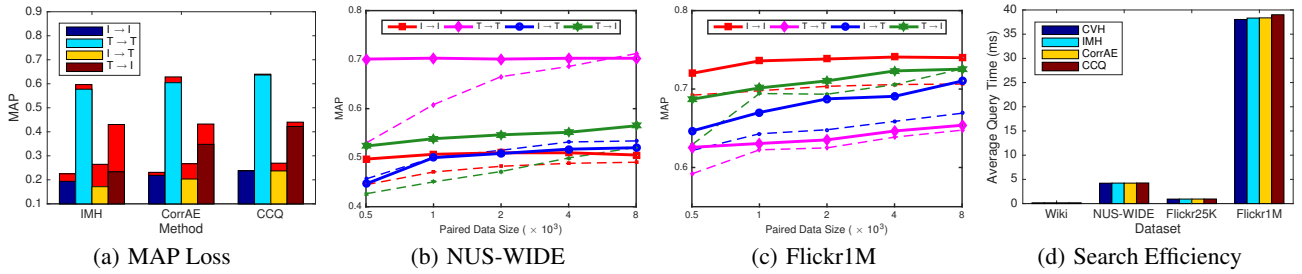 MAP
0.8
0.7
0.6
0.5
0.4
0.3
0.2
0.1
I → I
T → T
I → T
T → I
IMH
CorrAE
CCQ
Method
(a) MAP Loss
MAP
0.8
0.7
0.6
0.5
0.4
I → I
T → T
I → T
T → I
0.5
1
2
4
8
Paired Data Size ( × 10³)
(b) NUS-WIDE
MAP
0.8
0.7
0.6
I → I
T → T
I → T
T → I
0.5
1
2
4
8
Paired Data Size ( × 10³)
(c) Flickr1M
Average Query Time (ms)
40
35
30
25
20
15
10
5
0
CVH
IMH
CorrAE
CCQ
Wiki
NUS-WIDE
Flickr25K
Flickr1M
Dataset
(d) Search Efficiency